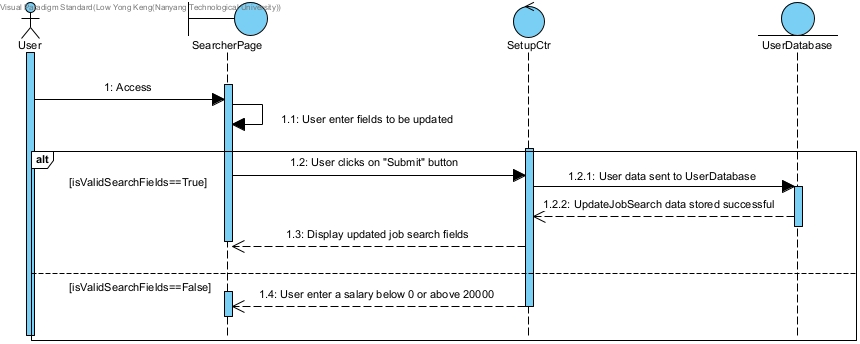 Visual Paradigm Standard(Low Yong Keng(Nanyang Technological University))
User
SearcherPage
SetupCtr
UserDatabase
1: Access
1.1: User enter fields to be updated
alt
1.2: User clicks on "Submit" button
[isValidSearchFields==True]
1.2.1: User data sent to UserDatabase
1.2.2: UpdateJobSearch data stored successful
1.3: Display updated job search fields
[isValidSearchFields==False]
1.4: User enter a salary below 0 or above 20000